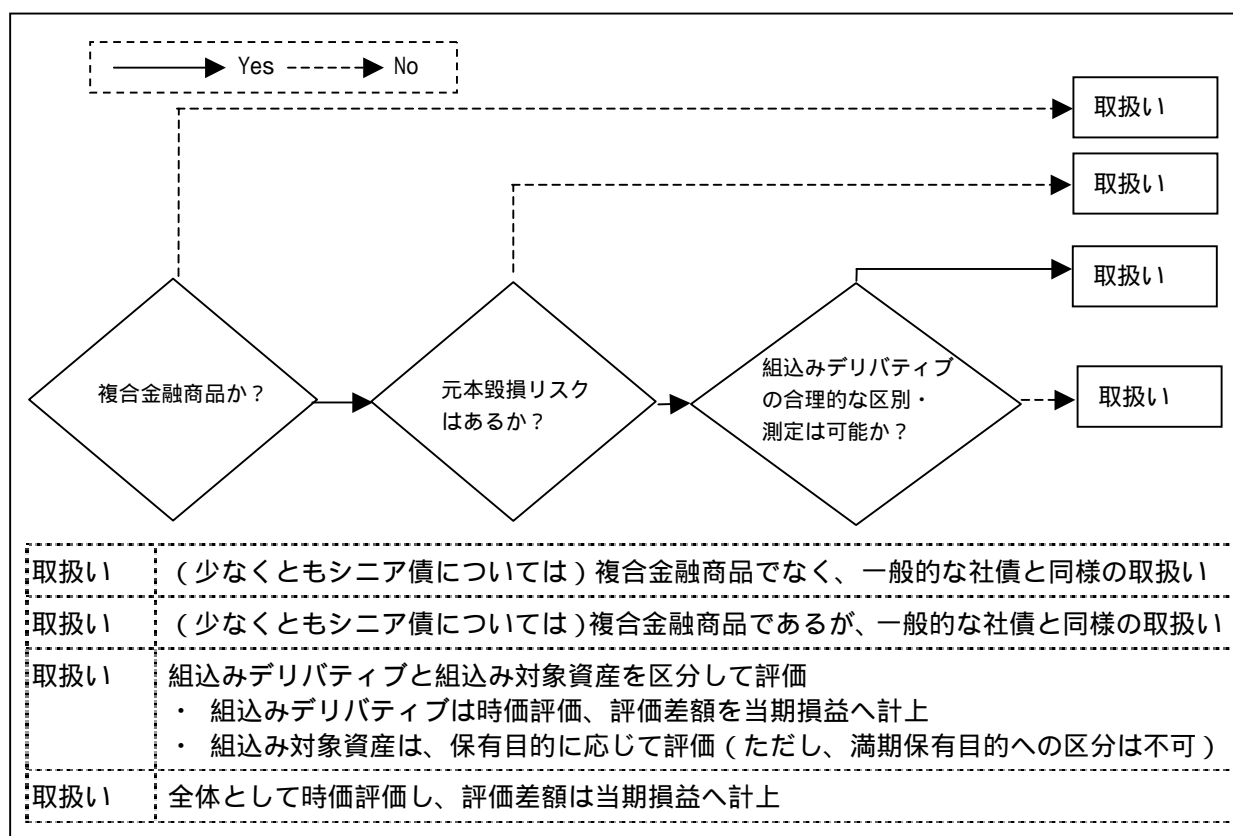 Yes No
取扱い
取扱い
取扱い
取扱い
複合金融商品か？
元本毀損リスク
はあるか？
組込みデリバティブ
の合理的な区別・
測定は可能か？
取扱い （少なくともシニア債については）複合金融商品でなく、一般的な社債と同様の取扱い
取扱い （少なくともシニア債については）複合金融商品であるが、一般的な社債と同様の取扱い
取扱い 組込みデリバティブと組込み対象資産を区分して評価
・ 組込みデリバティブは時価評価、評価差額を当期損益へ計上
・ 組込み対象資産は、保有目的に応じて評価（ただし、満期保有目的への区分は不可）
取扱い 全体として時価評価し、評価差額は当期損益へ計上